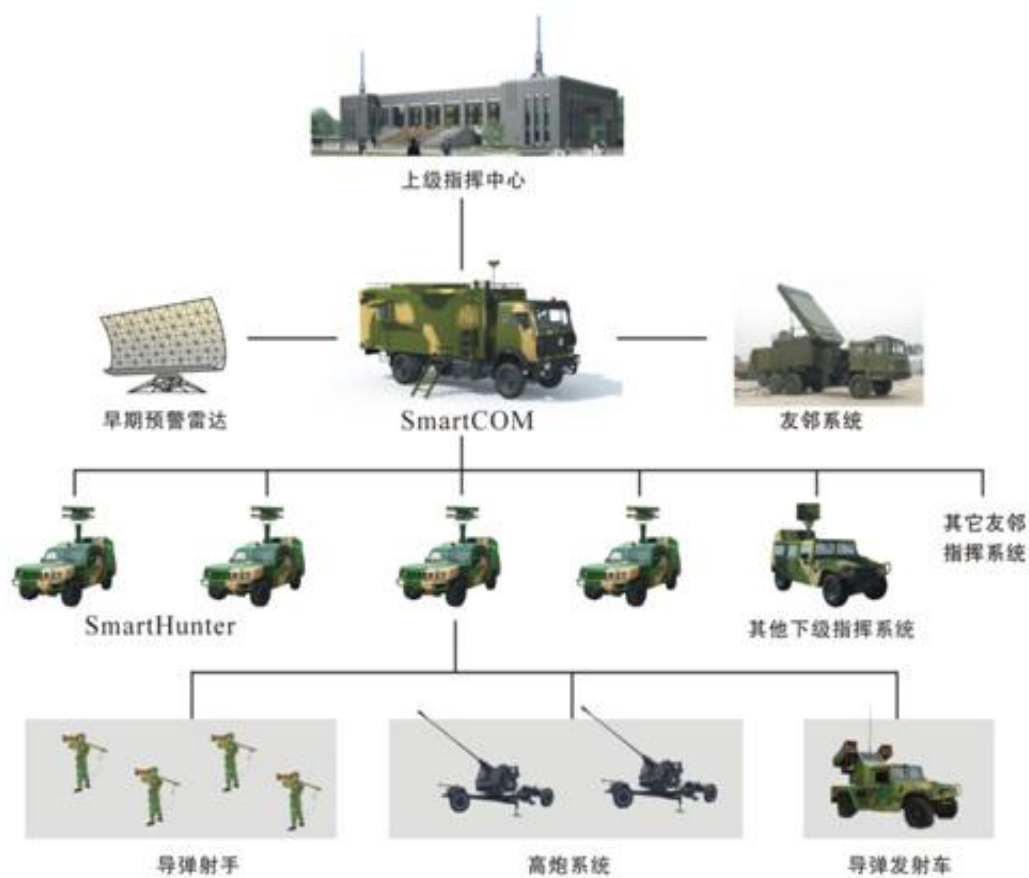 上级指挥中心
早期预警雷达
SmartCOM
友邻系统
其它友邻
指挥系统
SmartHunter
其他下级指挥系统
导弹射手
高炮系统
导弹发射车